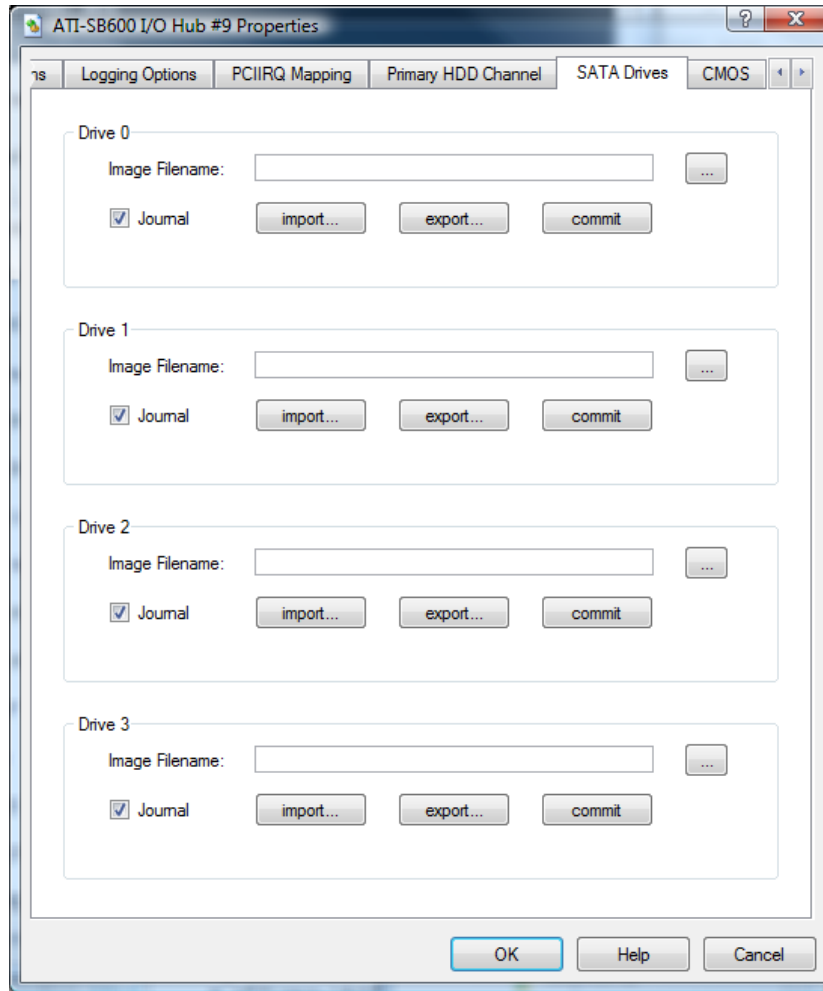 ATI-SB600 I/O Hub #9 Properties
ns Logging Options PCIIRQ Mapping Primary HDD Channel SATA Drives CMOS
Drive 0
Image Filename: ...
Journal import... export... commit
Drive 1
Image Filename: ...
Journal import... export... commit
Drive 2
Image Filename: ...
Journal import... export... commit
Drive 3
Image Filename: ...
Journal import... export... commit
OK Help Cancel